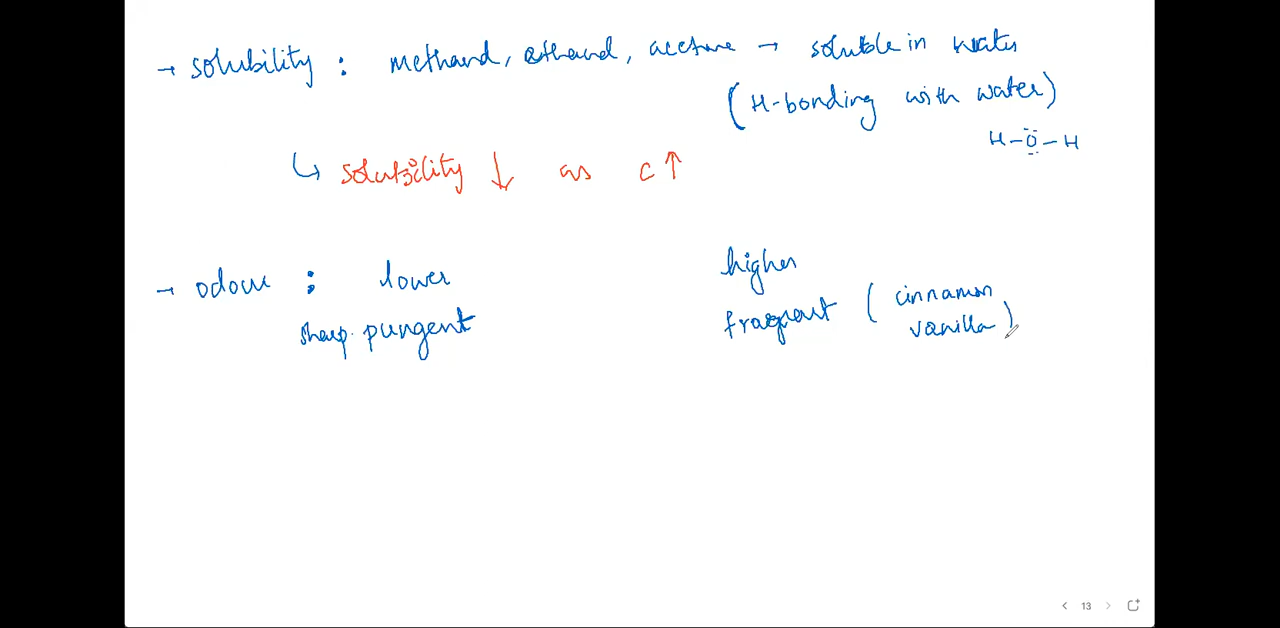 → solubility : methanal, ethanal, acetone → soluble in water
(H-bonding with water)
H-Ö-H
↳ solubility ↓ as C↑
→ odour : lower higher
sharp pungent fragrant (cinnamon
vanilla)
< 13 >